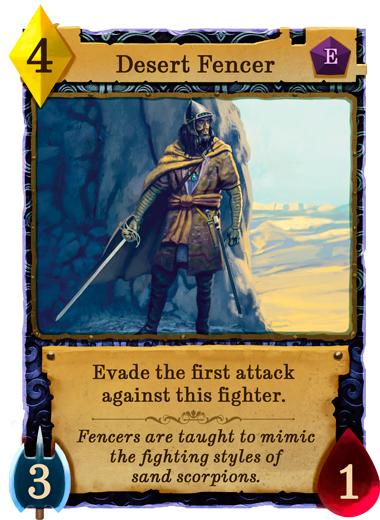 4
Desert Fencer
E
Evade the first attack
against this fighter.
Fencers are taught to mimic
the fighting styles of
sand scorpions.
3
1